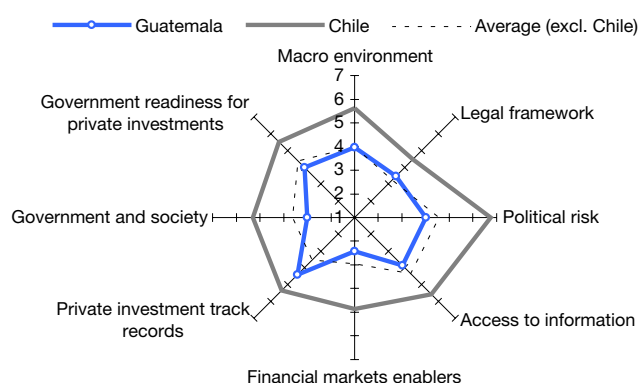 Guatemala Chile Average (excl. Chile)
Macro environment
7
6
5
4
3
2
1
Government readiness for
private investments
Legal framework
Government and society
Political risk
Private investment track
records
Access to information
Financial markets enablers